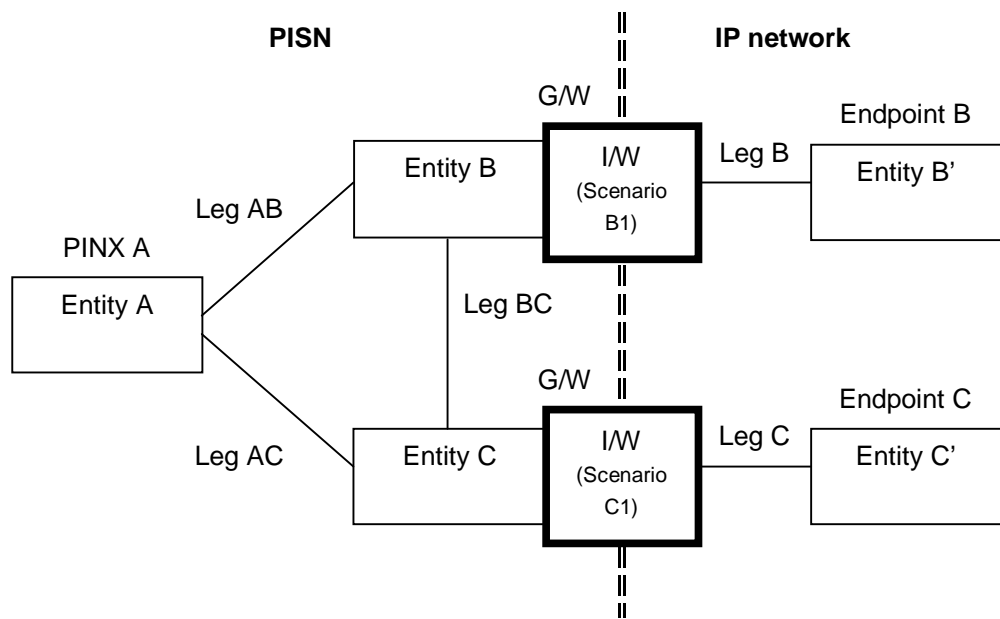 PISN
IP network
G/W
Endpoint B
Entity B
I/W
(Scenario
B1)
Leg B
Entity B'
Leg AB
PINX A
Entity A
Leg BC
G/W
Endpoint C
Leg AC
Entity C
I/W
(Scenario
C1)
Leg C
Entity C'